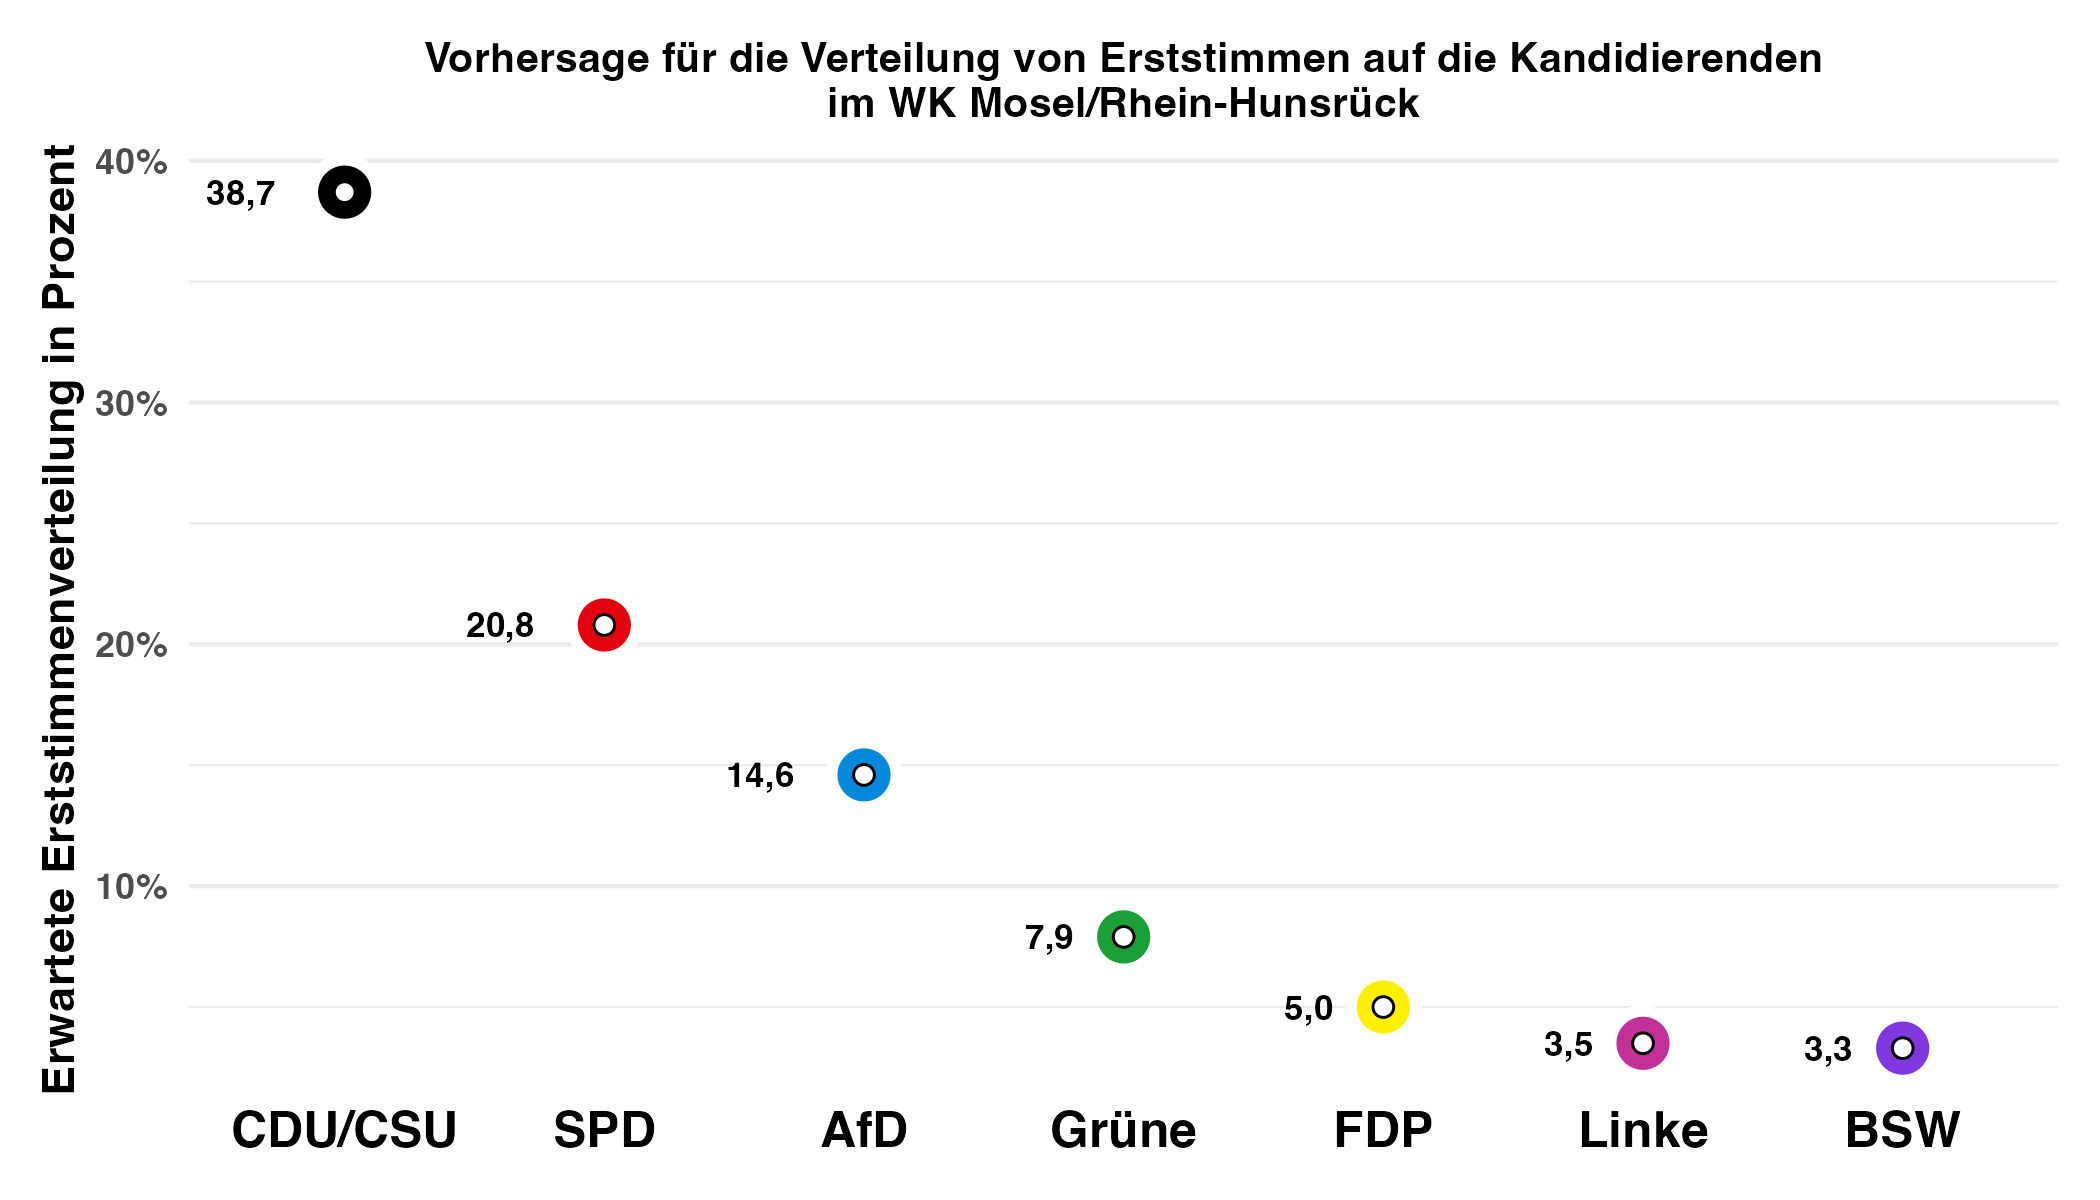 Vorhersage für die Verteilung von Erststimmen auf die Kandidierenden
im WK Mosel/Rhein-Hunsrück
Erwartete Erststimmenverteilung in Prozent
40%
30%
20%
10%
38,7
20,8
14,6
7,9
5,0
3,5
3,3
CDU/CSU
SPD
AfD
Grüne
FDP
Linke
BSW